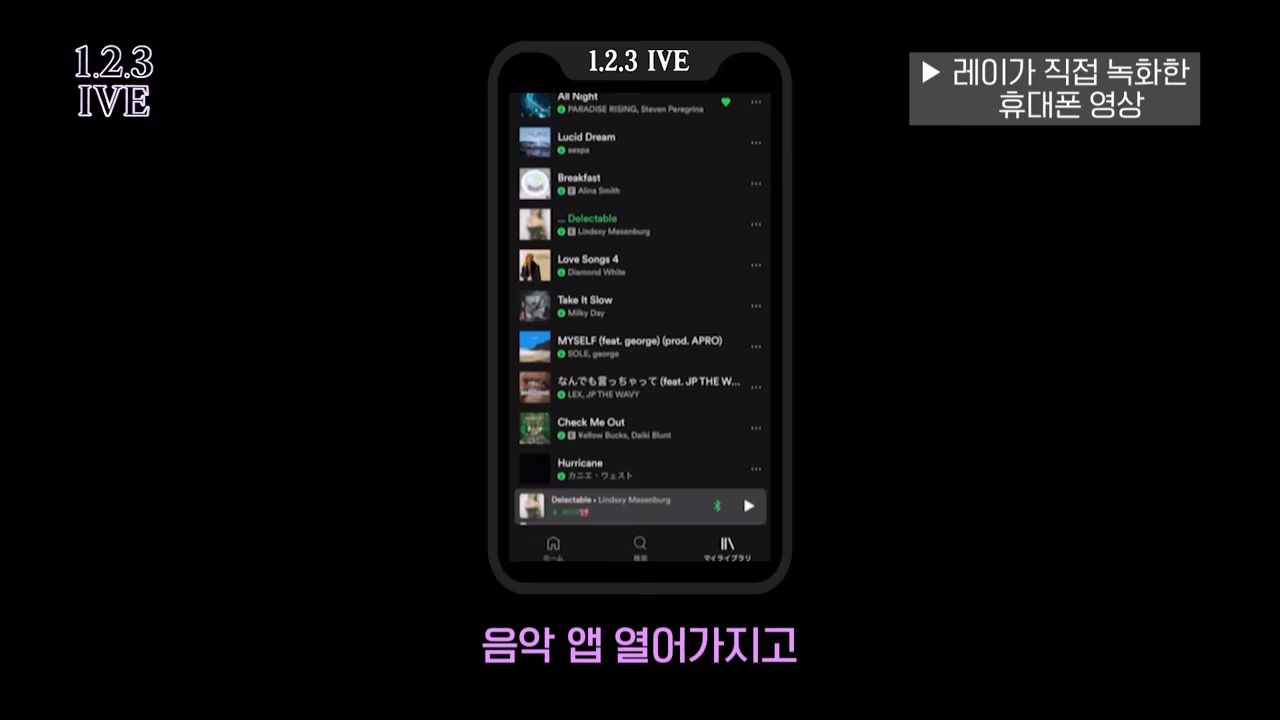 1.2.3
IVE
1.2.3 IVE
▶ 레이가 직접 녹화한
휴대폰 영상
All Night
PARADISE RISING, Steven Peregrina
Lucid Dream
aespa
Breakfast
E Alina Smith
... Delectable
E Lindsxy Mesenburg
Love Songs 4
Diamond White
Take It Slow
Milky Day
MYSELF (feat. george) (prod. APRO)
SOLE, george
なんでも言っちゃって (feat. JP THE W...
LEX, JP THE WAVY
Check Me Out
E ¥ellow Bucks, Daiki Blunt
Hurricane
カニエ・ウェスト
Delectable • Lindsxy Mesenburg
ホーム
検索
マイライブラリ
음악 앱 열어가지고